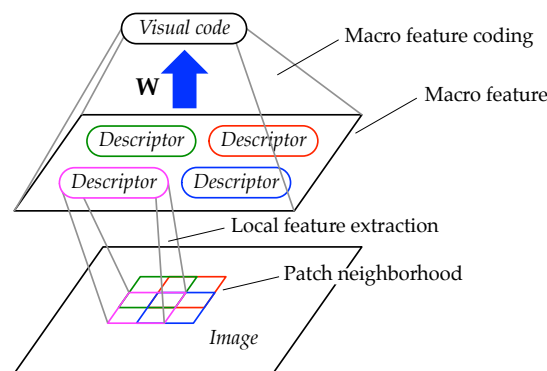 Visual code
Macro feature coding
W
Macro feature
Descriptor Descriptor
Descriptor Descriptor
Local feature extraction
Patch neighborhood
Image